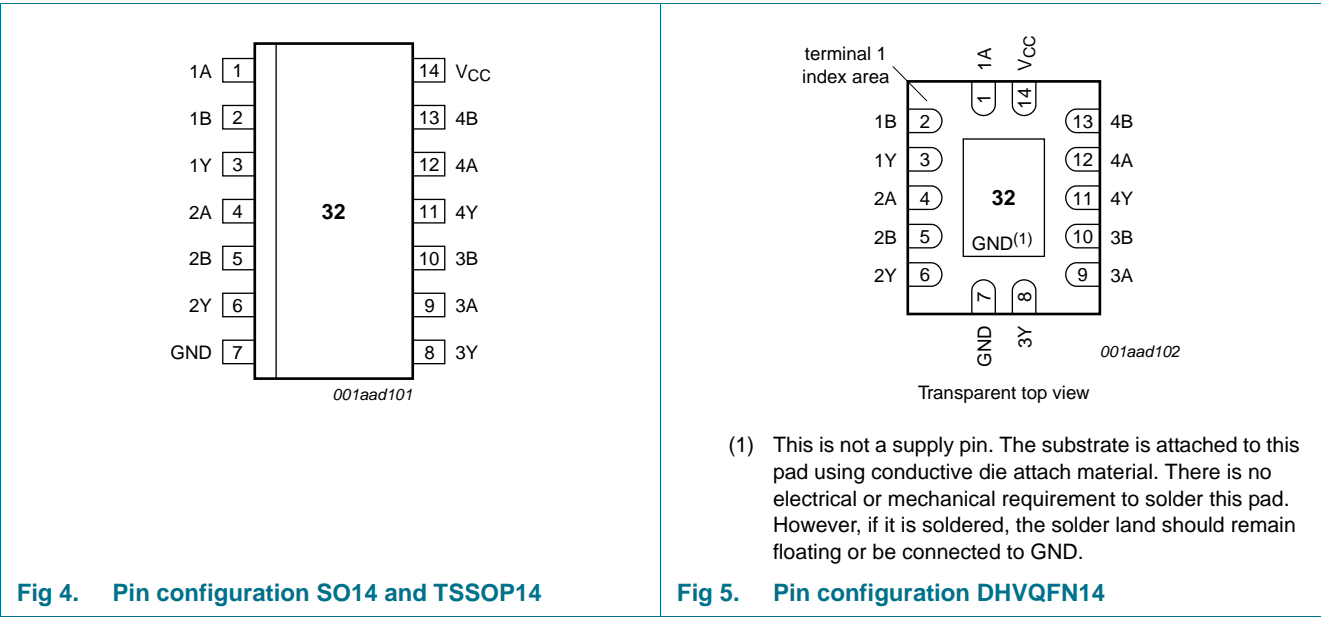 1A 1 14 VCC
1B 2 13 4B
1Y 3 12 4A
2A 4 32 11 4Y
2B 5 10 3B
2Y 6 9 3A
GND 7 8 3Y
001aad101
Fig 4. Pin configuration SO14 and TSSOP14
terminal 1
index area
1A VCC
1 14
1B 2 13 4B
1Y 3 12 4A
2A 4 32 11 4Y
2B 5 GND(1) 10 3B
2Y 6 9 3A
7 8
GND 3Y
001aad102
Transparent top view
(1) This is not a supply pin. The substrate is attached to this
pad using conductive die attach material. There is no
electrical or mechanical requirement to solder this pad.
However, if it is soldered, the solder land should remain
floating or be connected to GND.
Fig 5. Pin configuration DHVQFN14